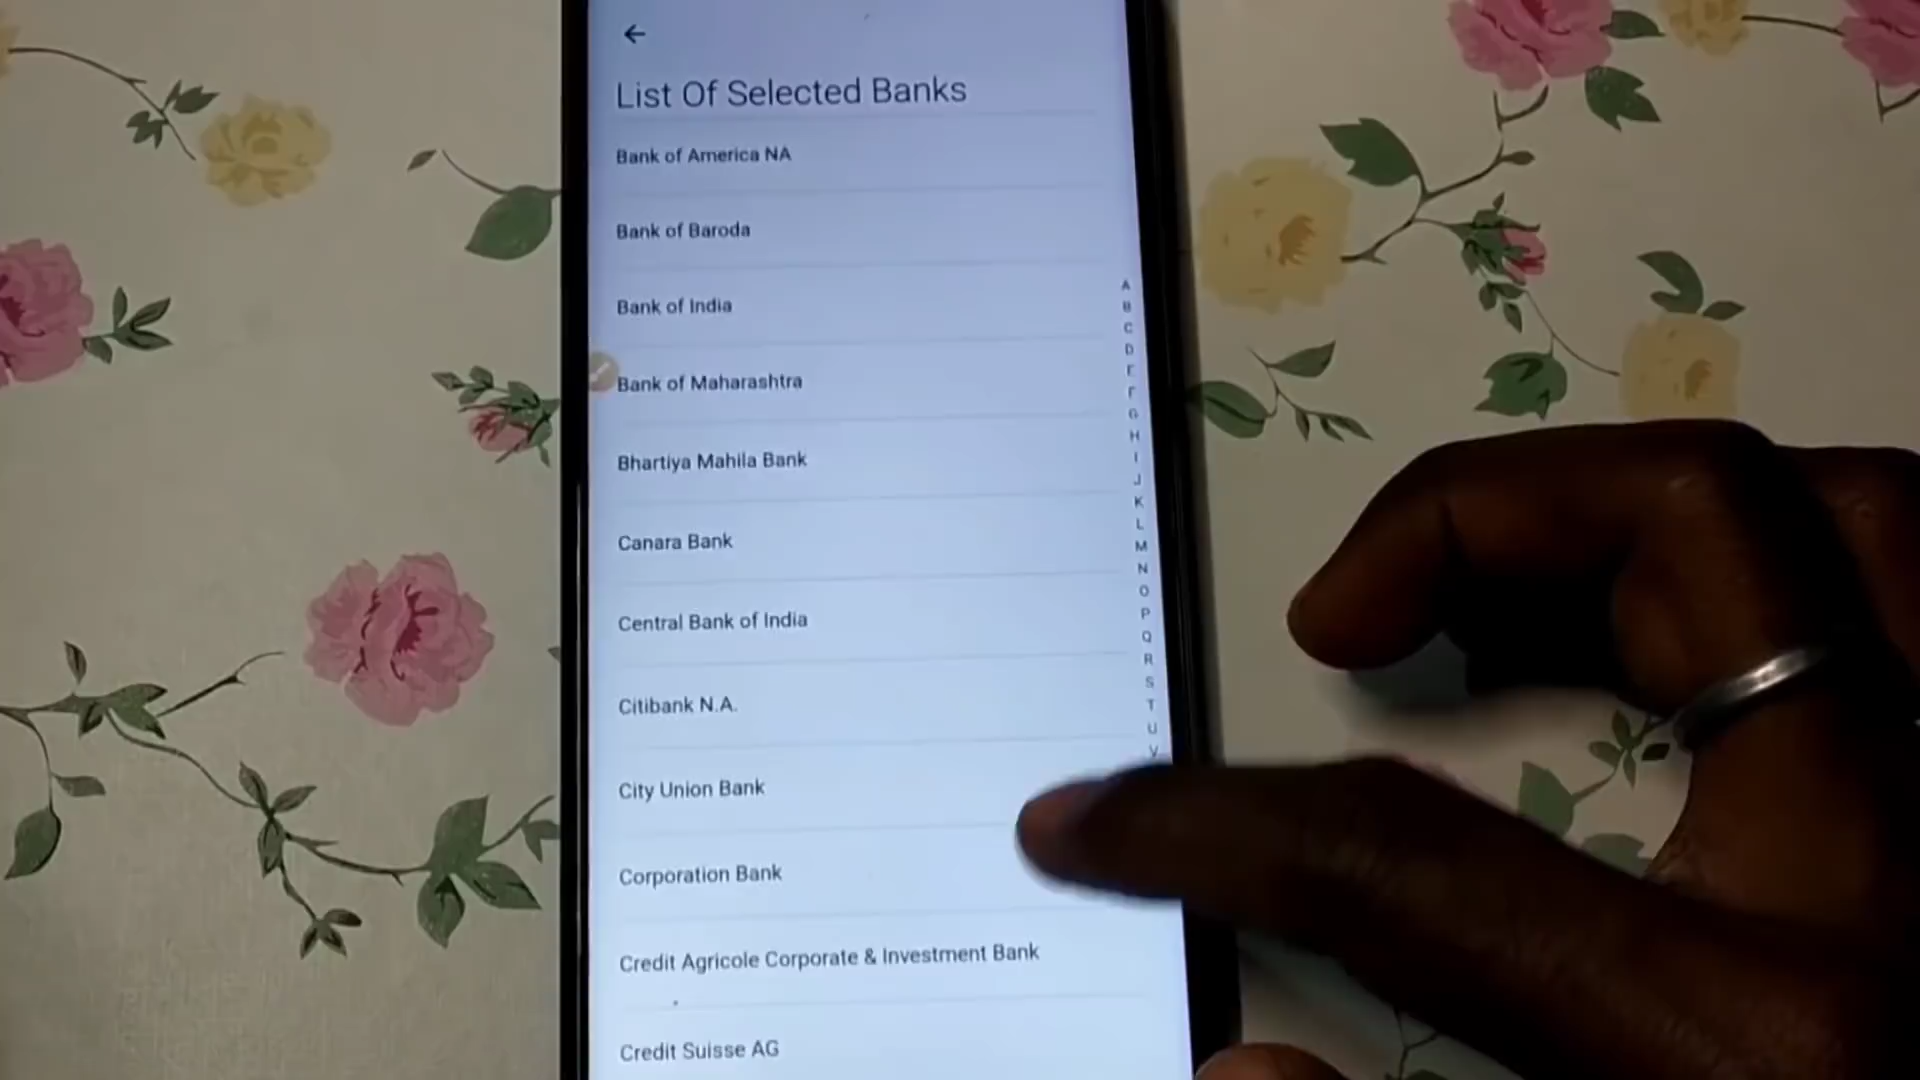 List Of Selected Banks
Bank of America NA
Bank of Baroda
Bank of India
Bank of Maharashtra
Bhartiya Mahila Bank
Canara Bank
Central Bank of India
Citibank N.A.
City Union Bank
Corporation Bank
Credit Agricole Corporate & Investment Bank
Credit Suisse AG
A
B
C
D
E
F
G
H
I
J
K
L
M
N
O
P
Q
R
S
T
U
V